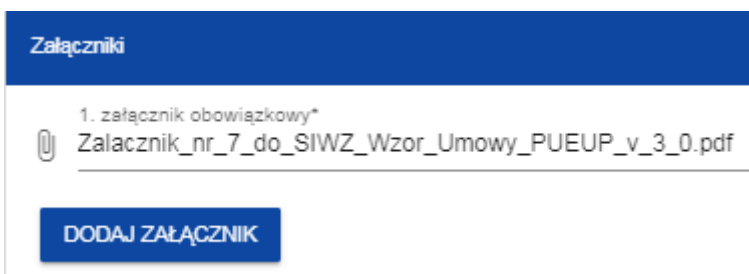 Załączniki
1. załącznik obowiązkowy*
Zalacznik_nr_7_do_SIWZ_Wzor_Umowy_PUEUP_v_3_0.pdf
DODAJ ZAŁĄCZNIK